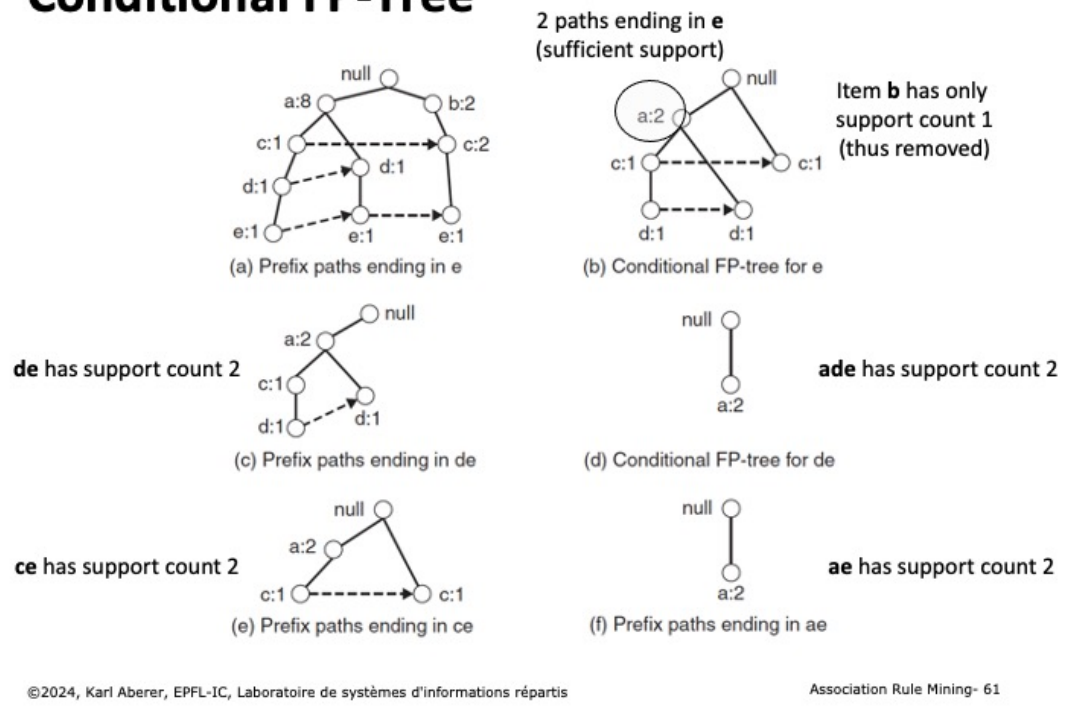 Conditional FP-Tree
2 paths ending in e
(sufficient support)
null
a:8
b:2
c:1
c:2
d:1
d:1
e:1
e:1
e:1
(a) Prefix paths ending in e
null
a:2
c:1
c:1
d:1
d:1
(b) Conditional FP-tree for e
Item b has only
support count 1
(thus removed)
de has support count 2
null
a:2
c:1
d:1
d:1
(c) Prefix paths ending in de
null
a:2
(d) Conditional FP-tree for de
ade has support count 2
ce has support count 2
null
a:2
c:1
c:1
(e) Prefix paths ending in ce
null
a:2
(f) Prefix paths ending in ae
ae has support count 2
©2024, Karl Aberer, EPFL-IC, Laboratoire de systèmes d'informations répartis
Association Rule Mining- 61